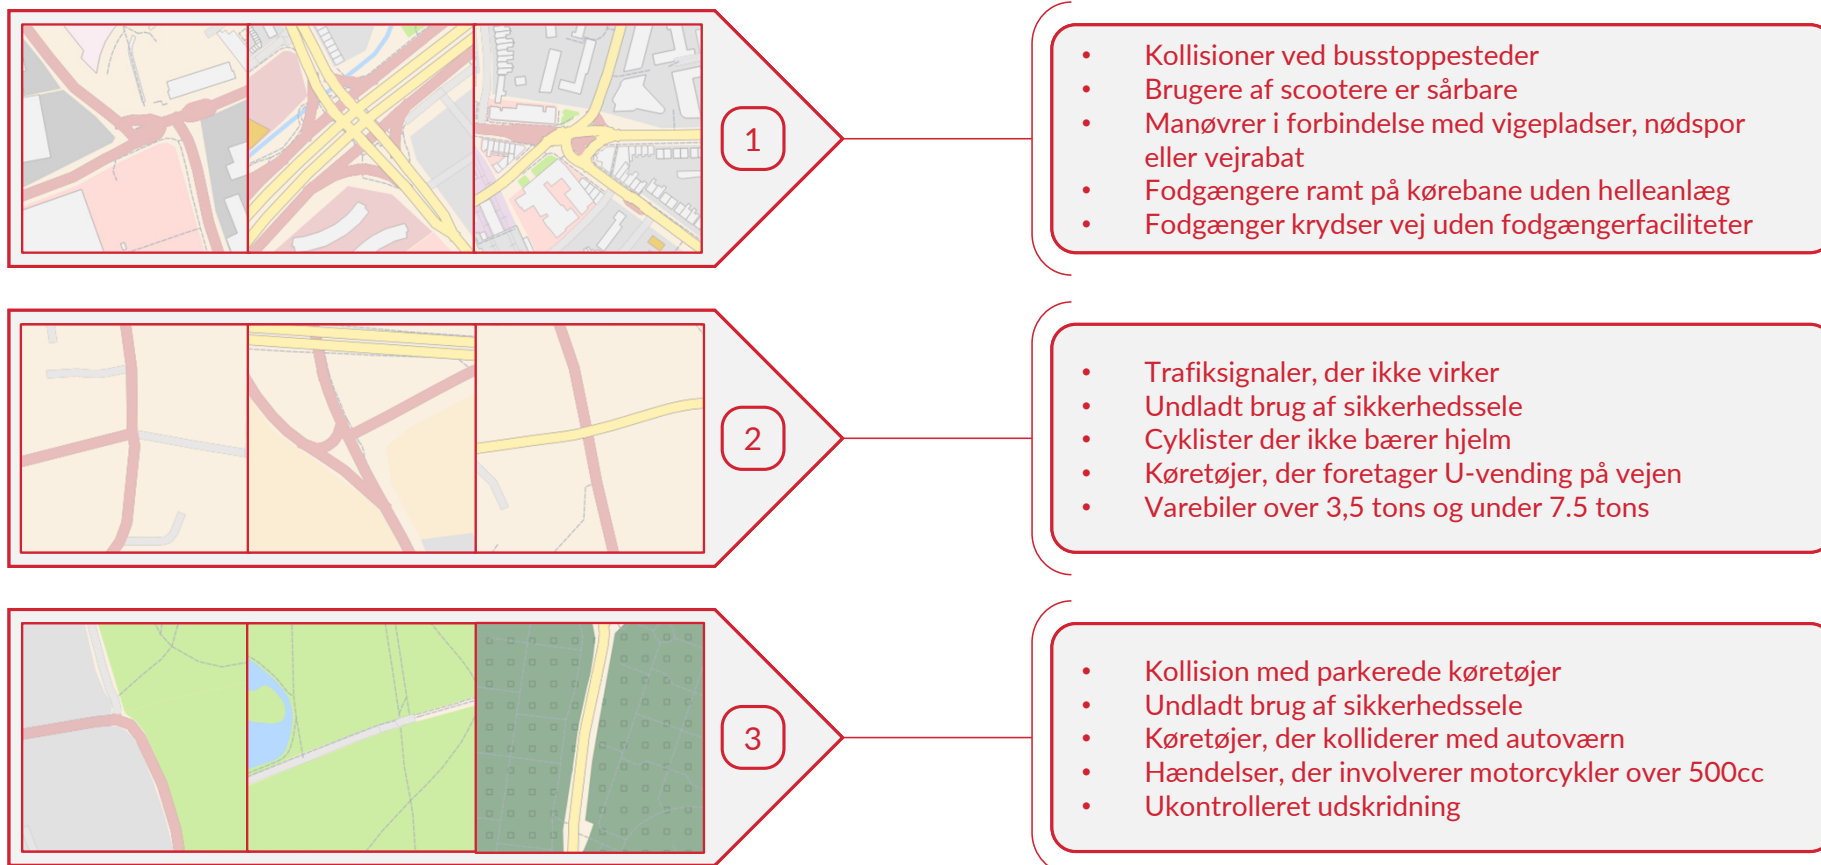 1
• Kollisioner ved busstoppesteder
• Brugere af scootere er sårbare
• Manøvrer i forbindelse med vigepladser, nødspor
eller vejrabat
• Fodgængere ramt på kørebane uden helleanlæg
• Fodgænger krydser vej uden fodgængerfaciliteter
2
• Trafiksignaler, der ikke virker
• Undladt brug af sikkerhedssele
• Cyklister der ikke bærer hjelm
• Køretøjer, der foretager U-vending på vejen
• Varebiler over 3,5 tons og under 7.5 tons
3
• Kollision med parkerede køretøjer
• Undladt brug af sikkerhedssele
• Køretøjer, der kolliderer med autoværn
• Hændelser, der involverer motorcykler over 500cc
• Ukontrolleret udskridning